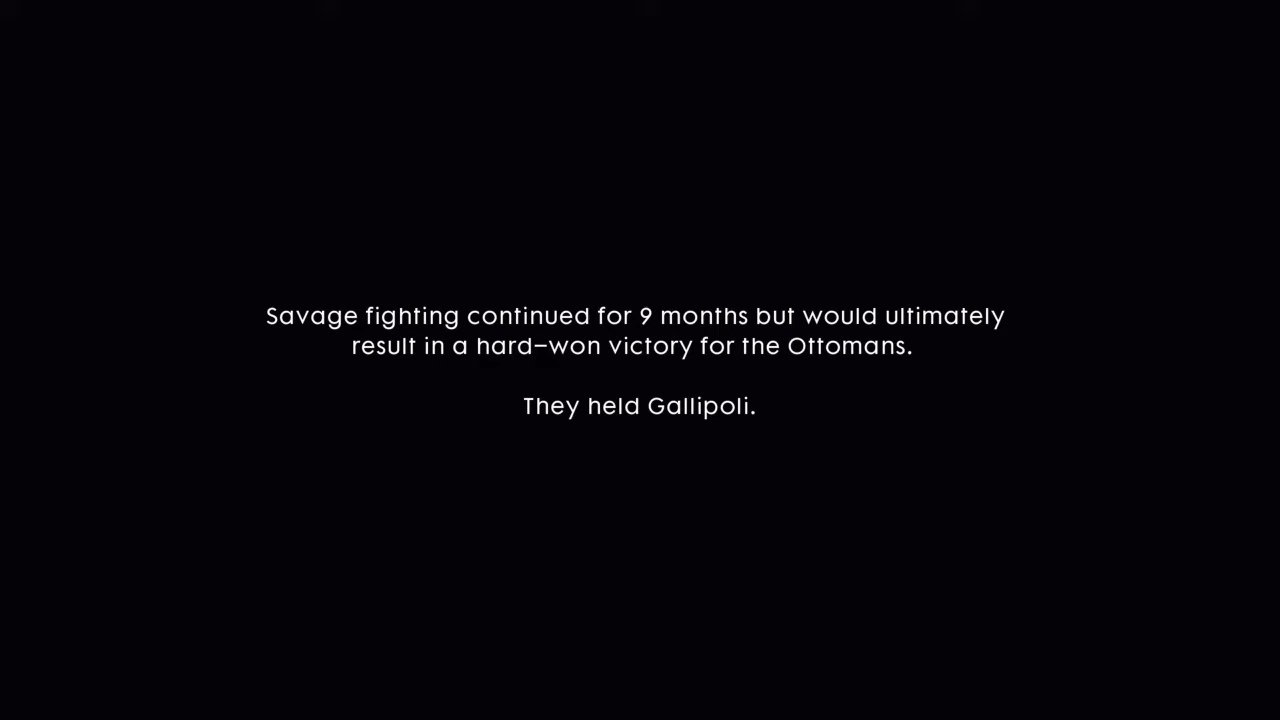 Savage fighting continued for 9 months but would ultimately
result in a hard–won victory for the Ottomans.
They held Gallipoli.